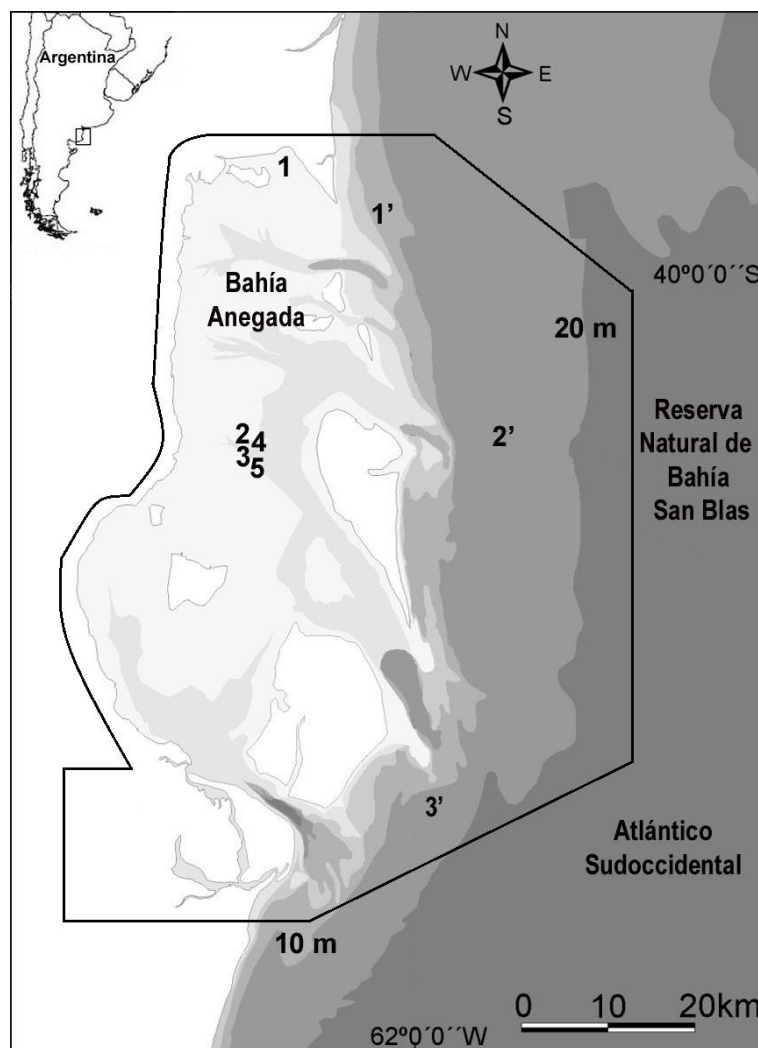 Argentina
N
W E
S
1
1’
40º0´0´´S
Bahía
Anegada
20 m
2 4
3 5
2’
Reserva
Natural de
Bahía
San Blas
3’
Atlántico
Sudoccidental
10 m
0 10 20km
62º0´0´´W